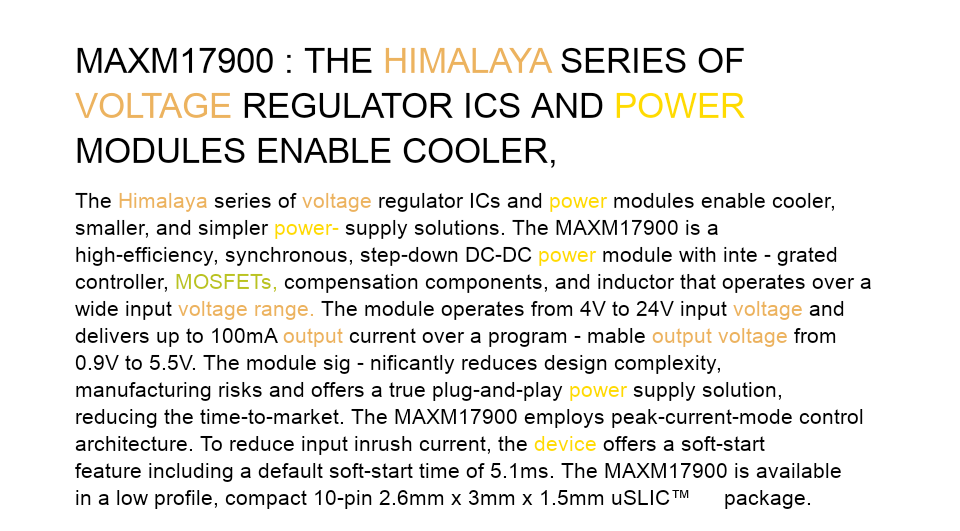 MAXM17900 : THE HIMALAYA SERIES OF
VOLTAGE REGULATOR ICS AND POWER
MODULES ENABLE COOLER,
The Himalaya series of voltage regulator ICs and power modules enable cooler,
smaller, and simpler power- supply solutions. The MAXM17900 is a
high-efficiency, synchronous, step-down DC-DC power module with inte - grated
controller, MOSFETs, compensation components, and inductor that operates over a
wide input voltage range. The module operates from 4V to 24V input voltage and
delivers up to 100mA output current over a program - mable output voltage from
0.9V to 5.5V. The module sig - nificantly reduces design complexity,
manufacturing risks and offers a true plug-and-play power supply solution,
reducing the time-to-market. The MAXM17900 employs peak-current-mode control
architecture. To reduce input inrush current, the device offers a soft-start
feature including a default soft-start time of 5.1ms. The MAXM17900 is available
in a low profile, compact 10-pin 2.6mm x 3mm x 1.5mm uSLIC™ package.